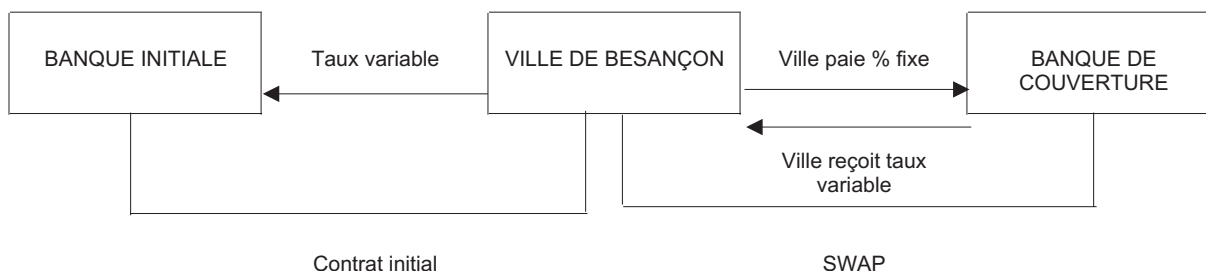 BANQUE INITIALE
Taux variable
VILLE DE BESANÇON
Ville paie % fixe
BANQUE DE
COUVERTURE
Ville reçoit taux
variable
Contrat initial
SWAP